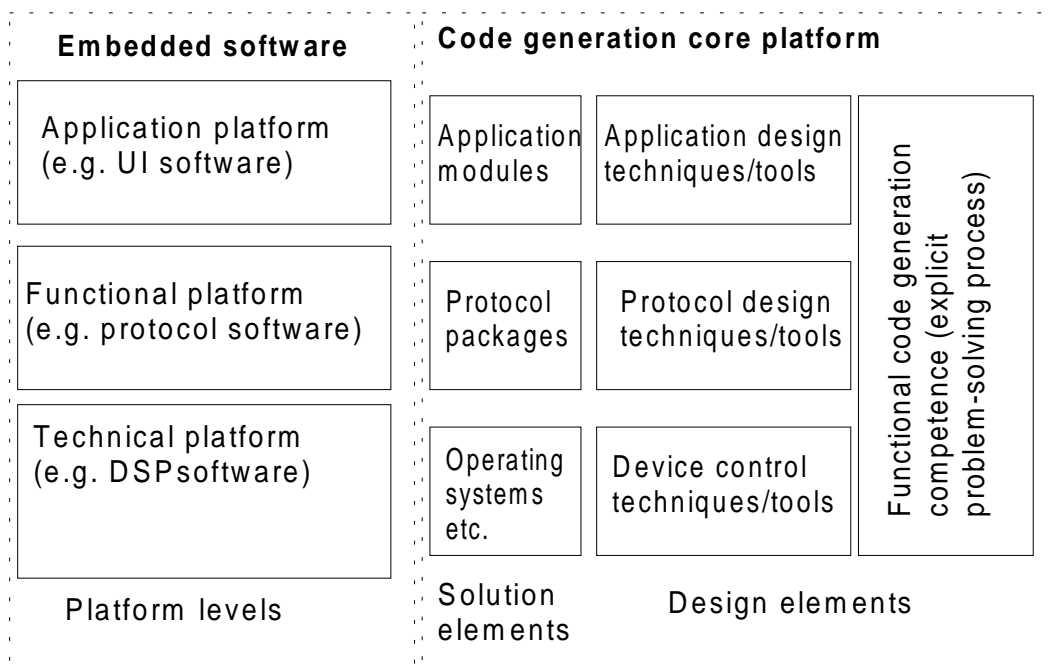 Embedded software
Application platform
(e.g. UI software)
Functional platform
(e.g. protocol software)
Technical platform
(e.g. DSPsoftware)
Platform levels
Code generation core platform
Application
modules
Application design
techniques/tools
Protocol
packages
Protocol design
techniques/tools
Operating
systems
etc.
Device control
techniques/tools
Functional code generation
competence (explicit
problem-solving process)
Solution
elements
Design elements